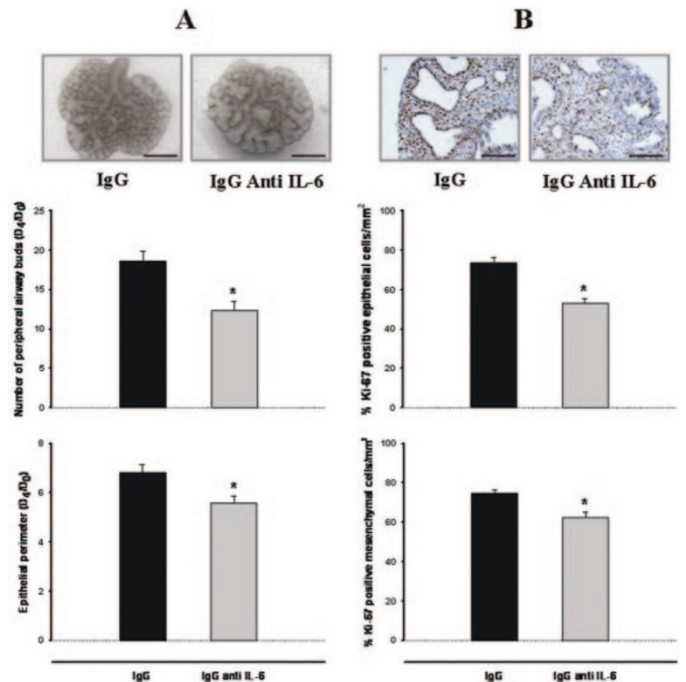 A
B
IgG
IgG Anti IL-6
IgG
IgG Anti IL-6
Number of peripheral airway buds (D4/D0)
25
20
15
10
5
0
*
% Ki-67 positive epithelial cells/mm²
100
80
60
40
20
0
*
Epithelial perimeter (D4/D0)
8
6
4
2
0
*
% Ki-67 positive mesenchymal cells/mm²
100
80
60
40
20
0
*
IgG
IgG anti IL-6
IgG
IgG anti IL-6